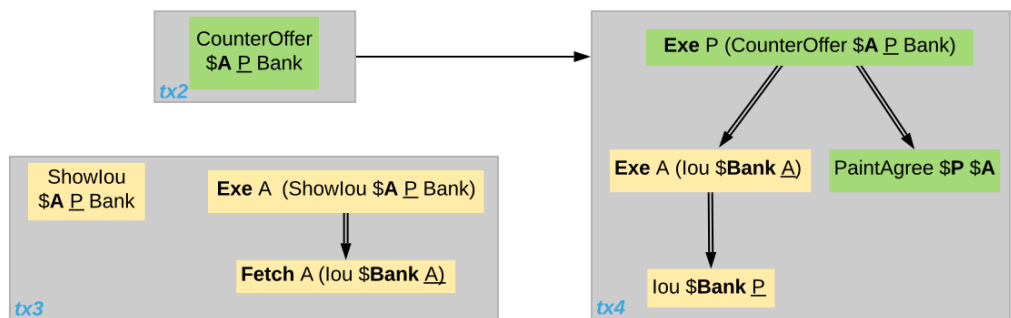 CounterOffer
$A P Bank
tx2
Exe P (CounterOffer $A P Bank)
Exe A (Iou $Bank A)
PaintAgree $P $A
Iou $Bank P
tx4
ShowIou
$A P Bank
Exe A (ShowIou $A P Bank)
Fetch A (Iou $Bank A)
tx3